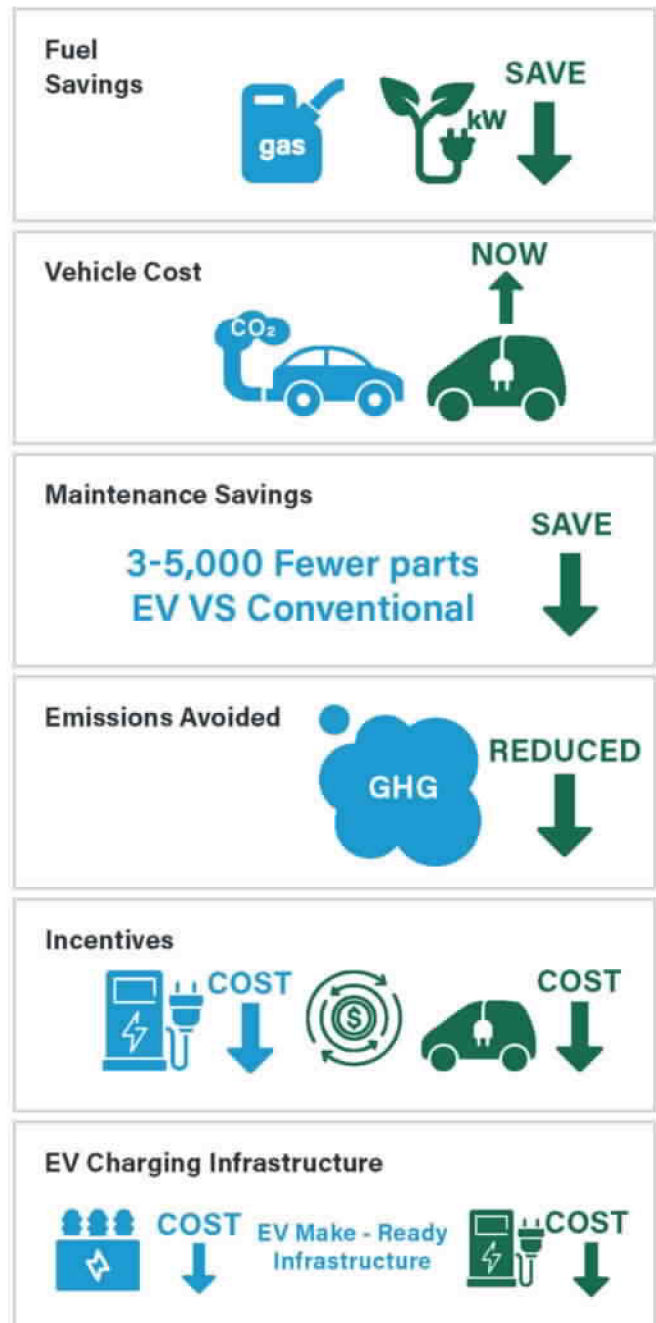 Fuel
Savings
gas
kW
SAVE
Vehicle Cost
NOW
CO₂
Maintenance Savings
3-5,000 Fewer parts
EV VS Conventional
SAVE
Emissions Avoided
GHG
REDUCED
Incentives
COST
$
COST
EV Charging Infrastructure
COST
EV Make - Ready
Infrastructure
COST